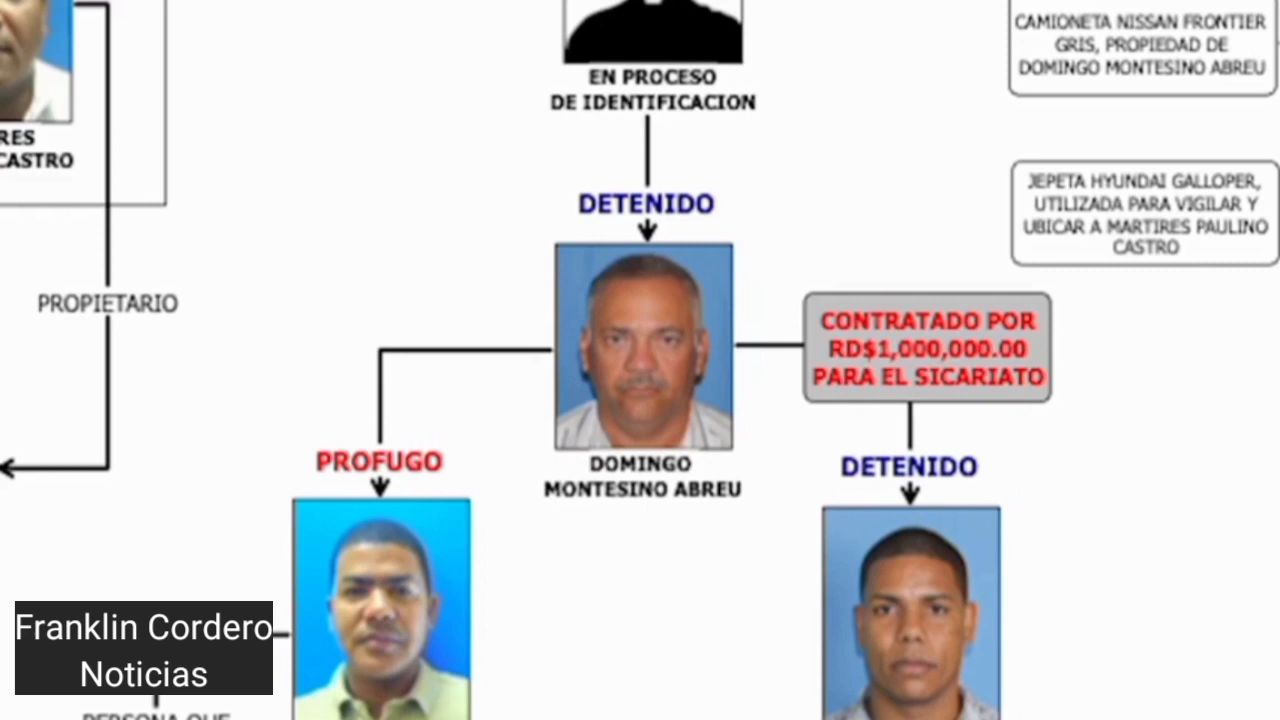 CAMIONETA NISSAN FRONTIER
GRIS, PROPIEDAD DE
DOMINGO MONTESINO ABREU
EN PROCESO
DE IDENTIFICACION
RES
CASTRO
JEPETA HYUNDAI GALLOPER,
UTILIZADA PARA VIGILAR Y
UBICAR A MARTIRES PAULINO
CASTRO
DETENIDO
PROPIETARIO
CONTRATADO POR
RD$1,000,000.00
PARA EL SICARIATO
PROFUGO
DOMINGO
MONTESINO ABREU
DETENIDO
Franklin Cordero
Noticias
PERSONA QUE